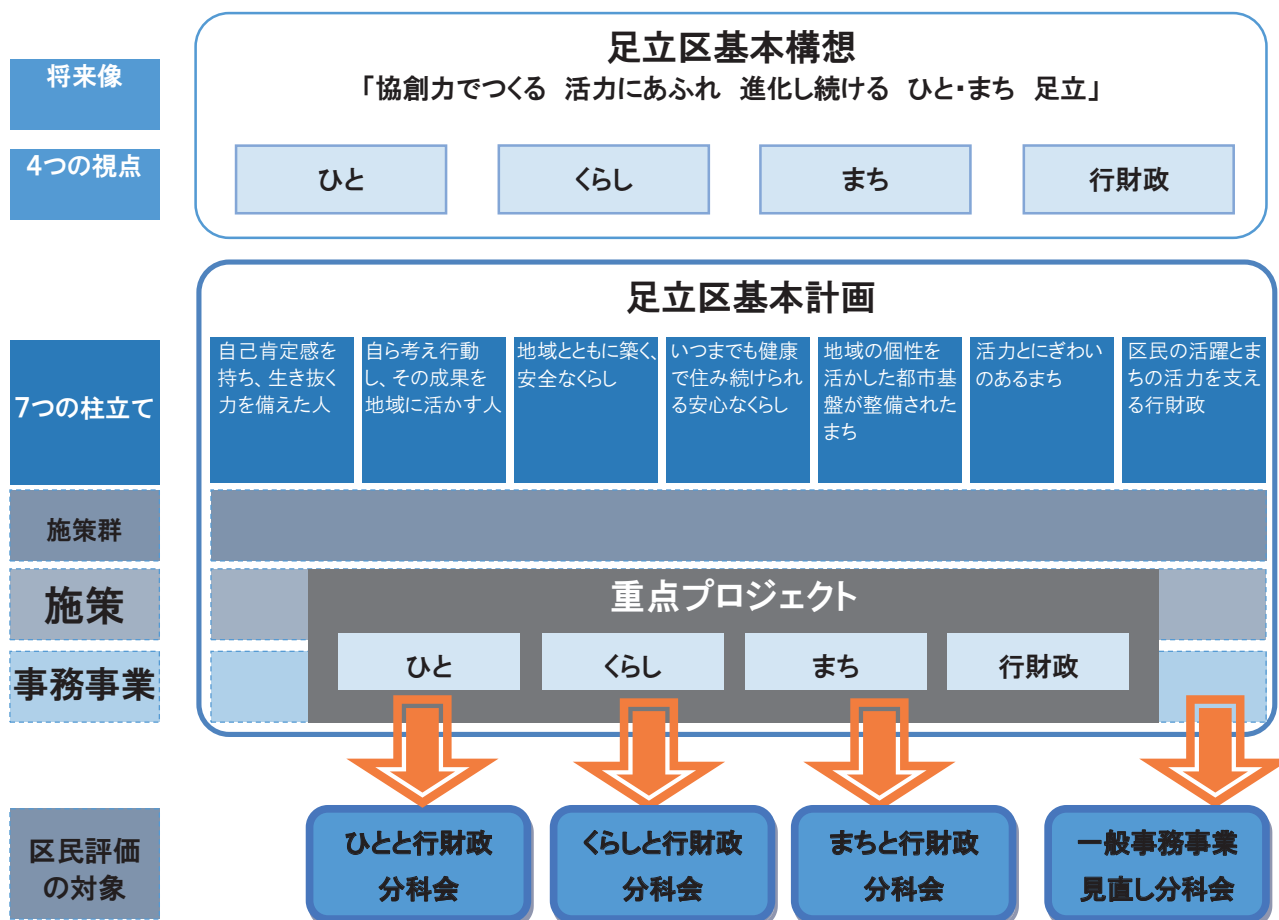 足立区基本構想
「協創力でつくる 活力にあふれ 進化し続ける ひと・まち 足立」
将来像
4つの視点
ひと
くらし
まち
行財政
足立区基本計画
7つの柱立て
自己肯定感を
持ち、生き抜く
力を備えた人
自ら考え行動
し、その成果を
地域に活かす人
地域とともに築く、
安全なくらし
いつまでも健康
で住み続けられ
る安心なくらし
地域の個性を
活かした都市基
盤が整備された
まち
活力とにぎわい
のあるまち
区民の活躍とま
ちの活力を支え
る行財政
施策群
施策
重点プロジェクト
事務事業
ひと
くらし
まち
行財政
区民評価
の対象
ひとと行財政
分科会
くらしと行財政
分科会
まちと行財政
分科会
一般事務事業
見直し分科会